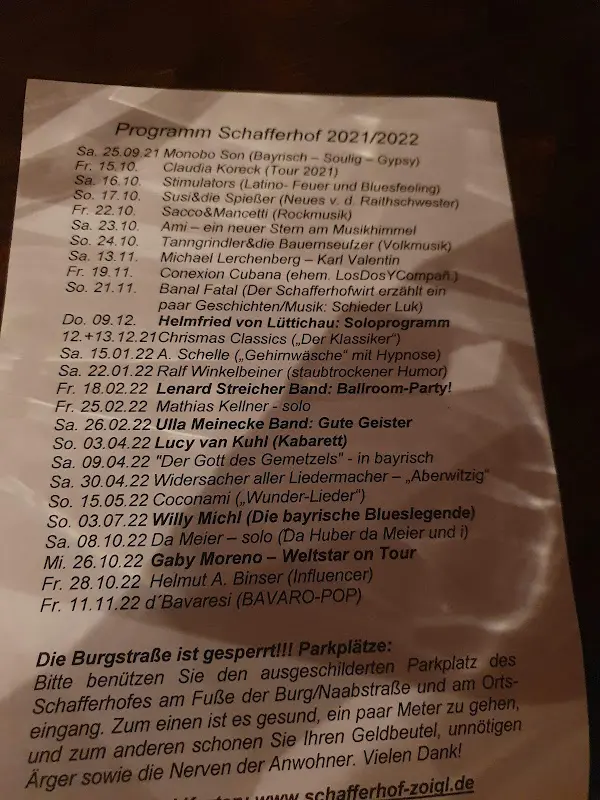 Programm Schafferhof 2021/2022
Sa. 25.09.21 Monobo Son (Bayrisch – Soulig – Gypsy)
Fr. 15.10. Claudia Koreck (Tour 2021)
Sa. 16.10. Stimulators (Latino- Feuer und Bluesfeeling)
So. 17.10. Susi&die Spießer (Neues v. d. Raithschwester)
Fr. 22.10. Sacco&Mancetti (Rockmusik)
Sa. 23.10. Ami – ein neuer Stern am Musikhimmel
So. 24.10. Tanngrindler&die Bauernseufzer (Volkmusik)
Sa. 13.11. Michael Lerchenberg – Karl Valentin
Fr. 19.11. Conexion Cubana (ehem. LosDosYCompañ.)
So. 21.11. Banal Fatal (Der Schafferhofwirt erzählt ein
paar Geschichten/Musik: Schieder Luk)
Do. 09.12. Helmfried von Lüttichau: Soloprogramm
12.+13.12.21 Chrismas Classics („Der Klassiker“)
Sa. 15.01.22 A. Schelle („Gehirnwäsche“ mit Hypnose)
Sa. 22.01.22 Ralf Winkelbeiner (staubtrockener Humor)
Fr. 18.02.22 Lenard Streicher Band: Ballroom-Party!
Fr. 25.02.22 Mathias Kellner - solo
Sa. 26.02.22 Ulla Meinecke Band: Gute Geister
So. 03.04.22 Lucy van Kuhl (Kabarett)
Sa. 09.04.22 "Der Gott des Gemetzels" - in bayrisch
Sa. 30.04.22 Widersacher aller Liedermacher – „Aberwitzig“
So. 15.05.22 Coconami („Wunder-Lieder“)
So. 03.07.22 Willy Michl (Die bayrische Blueslegende)
Sa. 08.10.22 Da Meier – solo (Da Huber da Meier und i)
Mi. 26.10.22 Gaby Moreno – Weltstar on Tour
Fr. 28.10.22 Helmut A. Binser (Influencer)
Fr. 11.11.22 d´Bavaresi (BAVARO-POP)
Die Burgstraße ist gesperrt!!! Parkplätze:
Bitte benützen Sie den ausgeschilderten Parkplatz des
Schafferhofes am Fuße der Burg/Naabstraße und am Orts-
eingang. Zum einen ist es gesund, ein paar Meter zu gehen,
und zum anderen schonen Sie Ihren Geldbeutel, unnötigen
Ärger sowie die Nerven der Anwohner. Vielen Dank!
www.schafferhof-zoigl.de